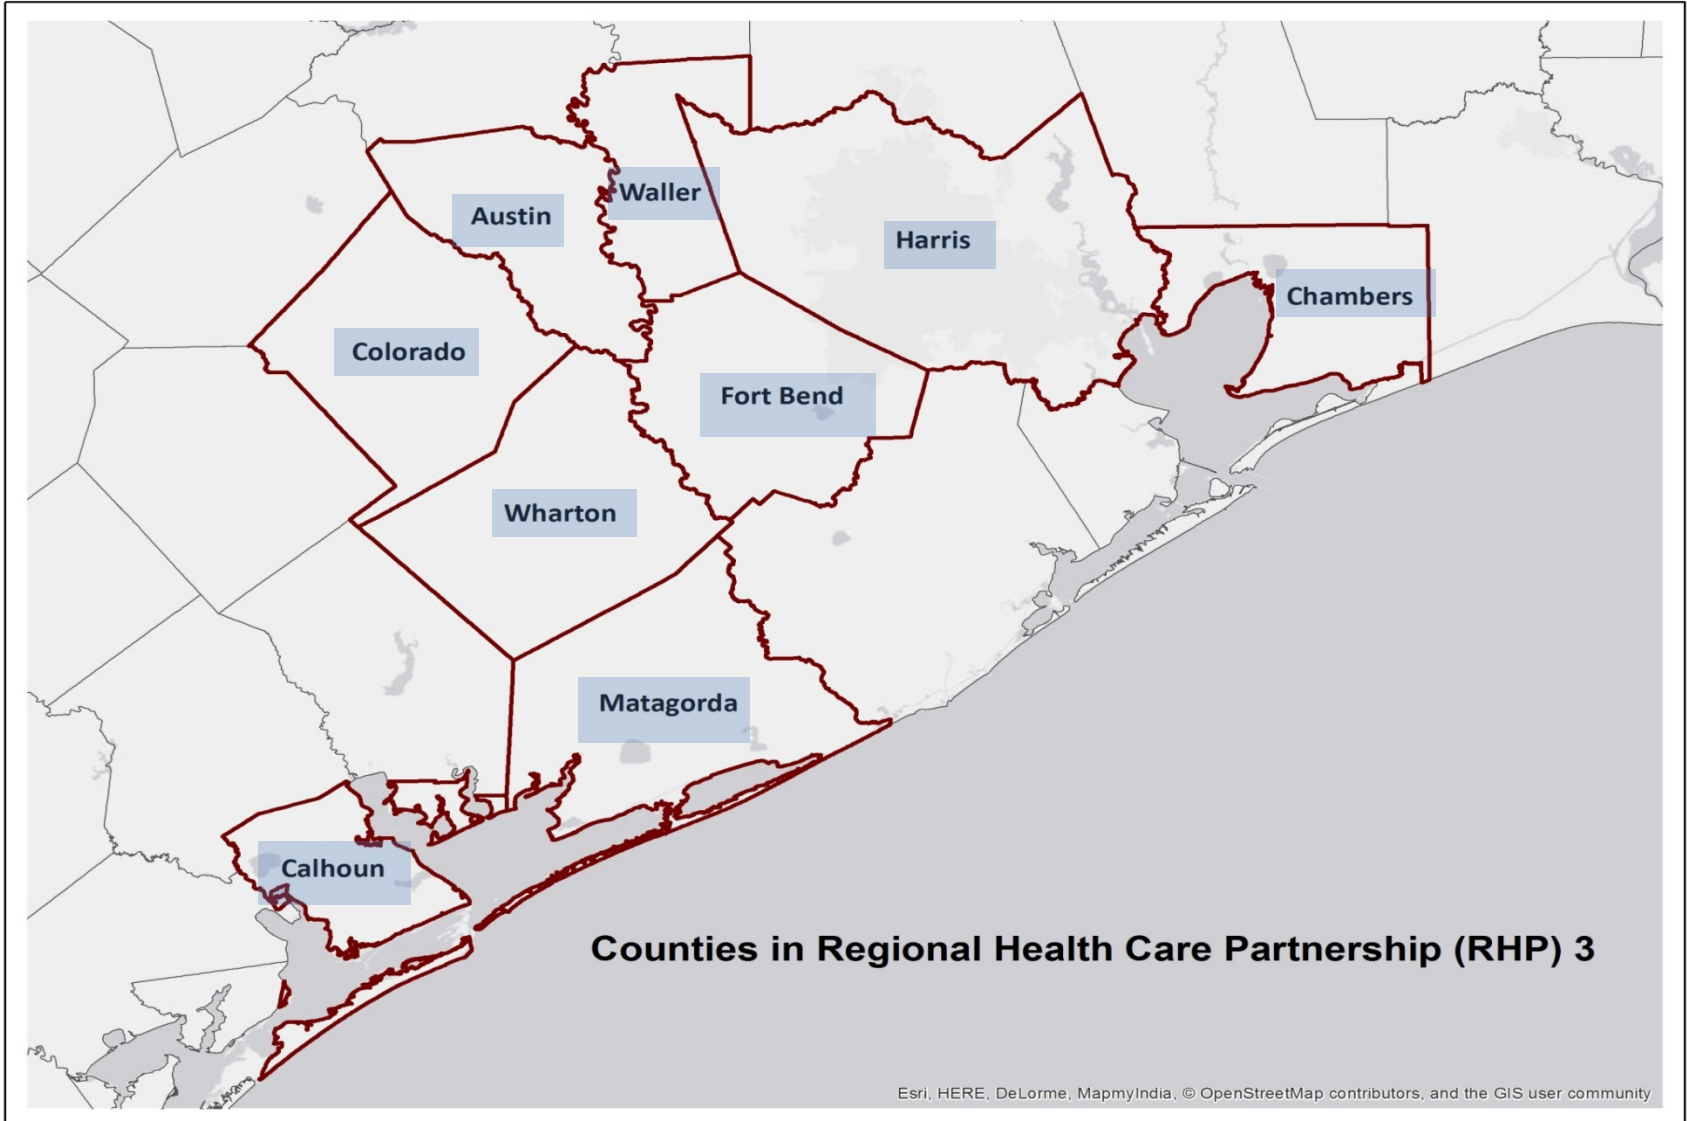 Waller
Austin
Harris
Chambers
Colorado
Fort Bend
Wharton
Matagorda
Calhoun
Counties in Regional Health Care Partnership (RHP) 3
Esri, HERE, DeLorme, MapmyIndia, © OpenStreetMap contributors, and the GIS user community